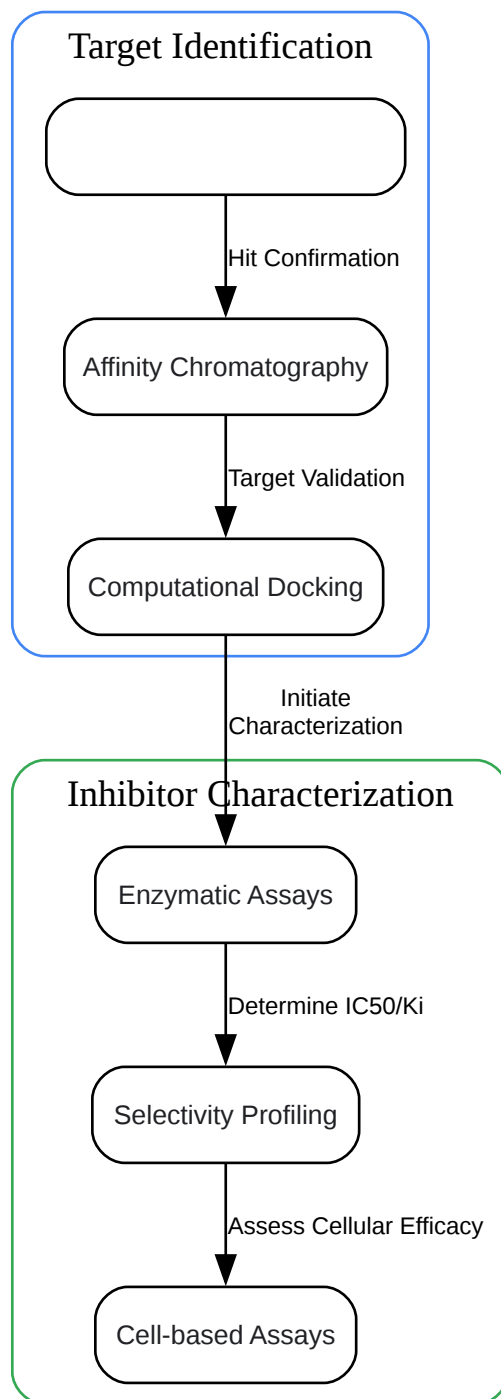 Target Identification
Hit Confirmation
Affinity Chromatography
Target Validation
Computational Docking
Initiate
Characterization
Inhibitor Characterization
Enzymatic Assays
Determine IC50/Ki
Selectivity Profiling
Assess Cellular Efficacy
Cell-based Assays